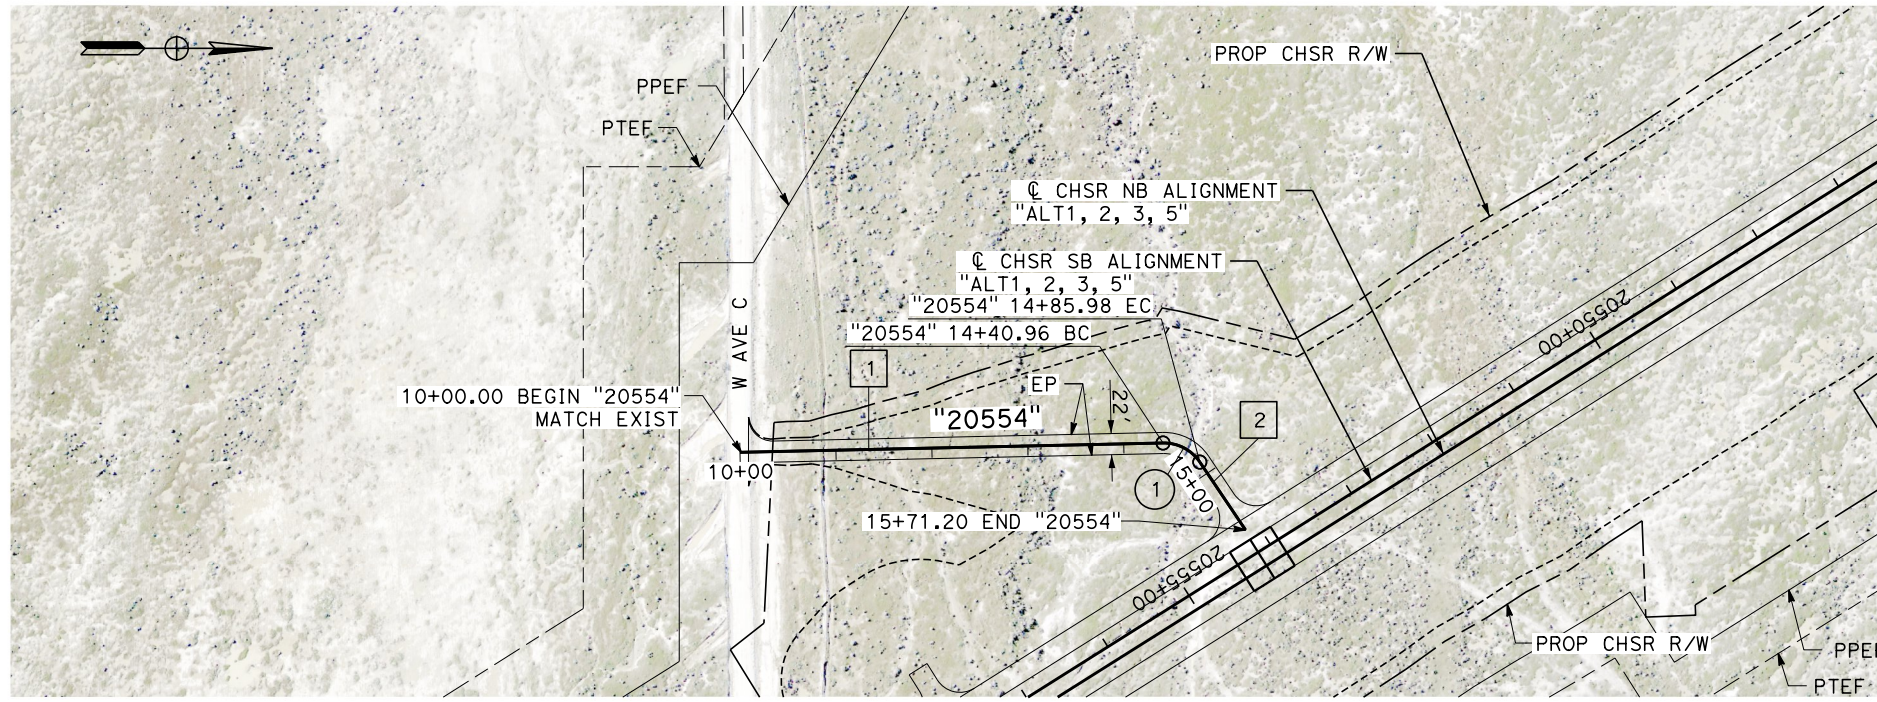 PROP CHSR R/W
PPEF
PTEF
℄ CHSR NB ALIGNMENT
"ALT1, 2, 3, 5"
℄ CHSR SB ALIGNMENT
"ALT1, 2, 3, 5"
"20554" 14+85.98 EC
"20554" 14+40.96 BC
W AVE C
1
EP
22'
20550+00
10+00.00 BEGIN "20554"
MATCH EXIST
"20554"
2
10+00
1
15+00
15+71.20 END "20554"
20555+00
PROP CHSR R/W
PPEF
PTEF